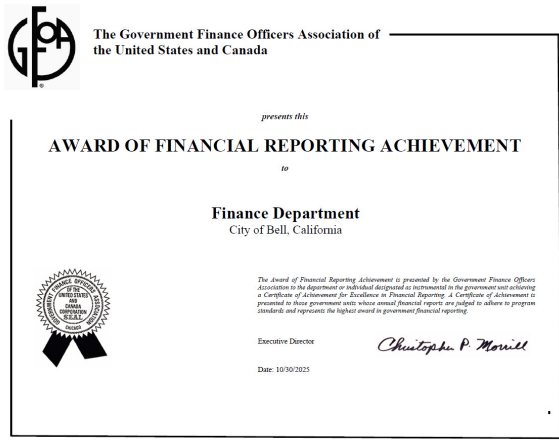 GFOA
The Government Finance Officers Association of
the United States and Canada
presents this
AWARD OF FINANCIAL REPORTING ACHIEVEMENT
to
Finance Department
City of Bell, California
The Award of Financial Reporting Achievement is presented by the Government Finance Officers
Association to the department or individual designated as instrumental in the government unit achieving
a Certificate of Achievement for Excellence in Financial Reporting. A Certificate of Achievement is
presented to those government units whose annual financial reports are judged to adhere to program
standards and represents the highest award in government financial reporting.
GOVERNMENT FINANCE OFFICERS ASSOCIATION
OF THE
UNITED STATES
AND
CANADA
CORPORATION
SEAL
CHICAGO
Executive Director
Christopher P. Morrill
Date: 10/30/2025